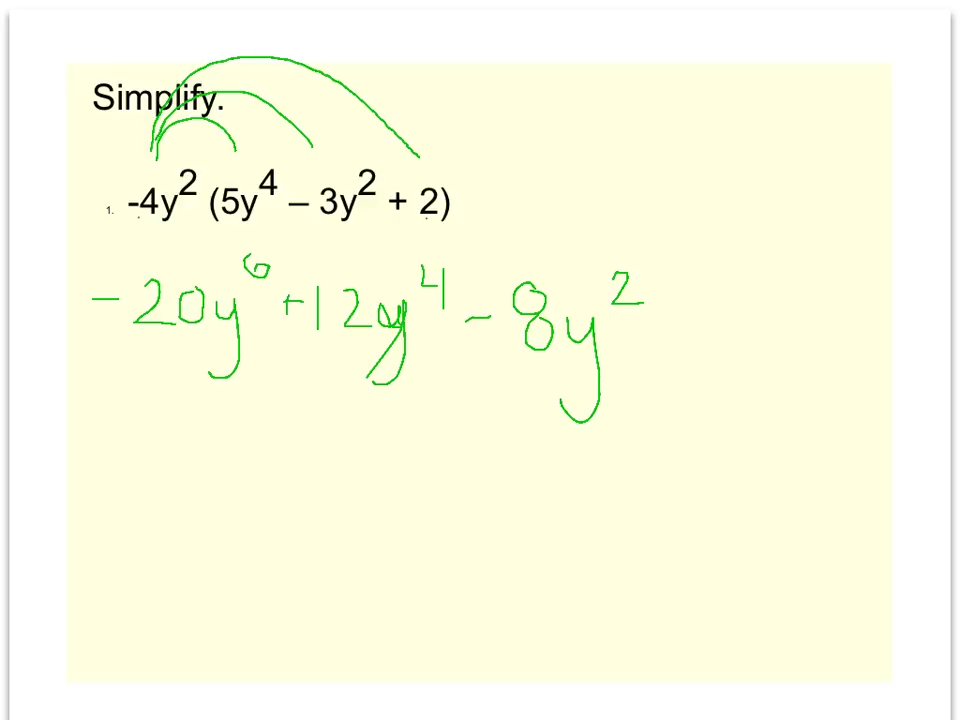 Simplify.
1. -4y² (5y⁴ – 3y² + 2)
-20y⁶ +12y⁴ - 8y²